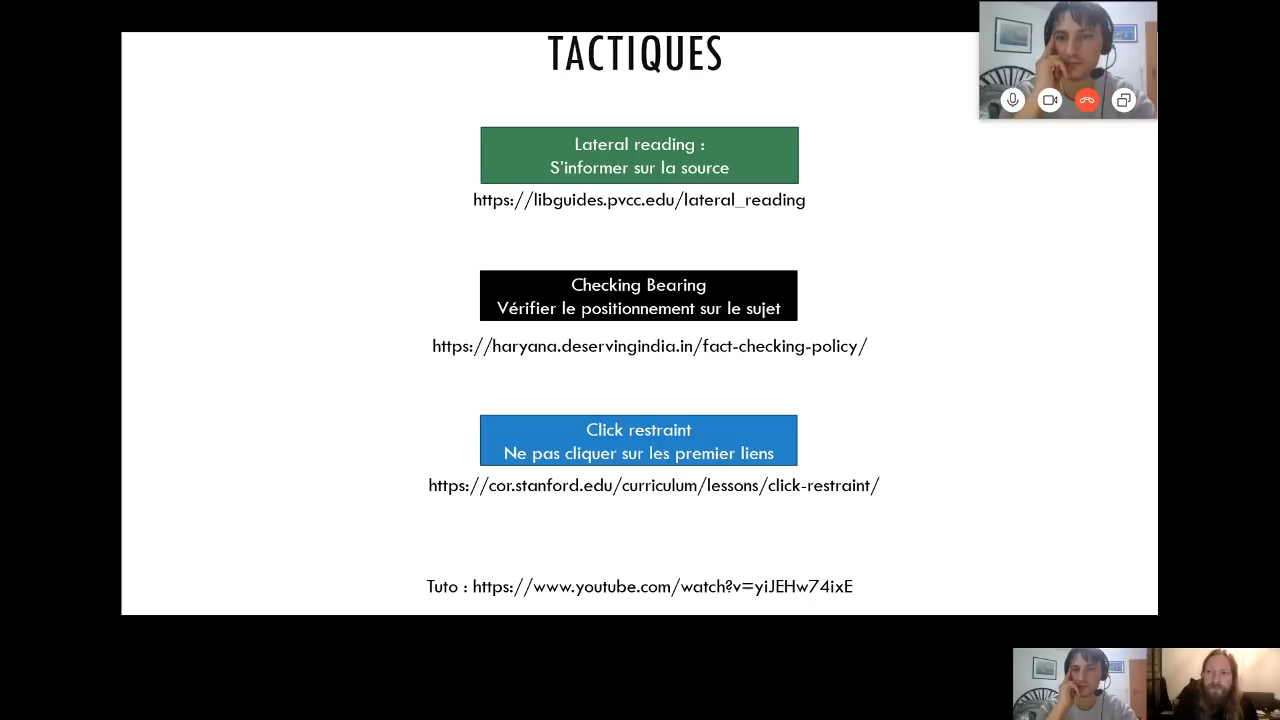 TACTIQUES
Lateral reading :
S'informer sur la source
https://libguides.pvcc.edu/lateral_reading
Checking Bearing
Vérifier le positionnement sur le sujet
https://haryana.deservingindia.in/fact-checking-policy/
Click restraint
Ne pas cliquer sur les premier liens
https://cor.stanford.edu/curriculum/lessons/click-restraint/
Tuto : https://www.youtube.com/watch?v=yiJEHw74ixE